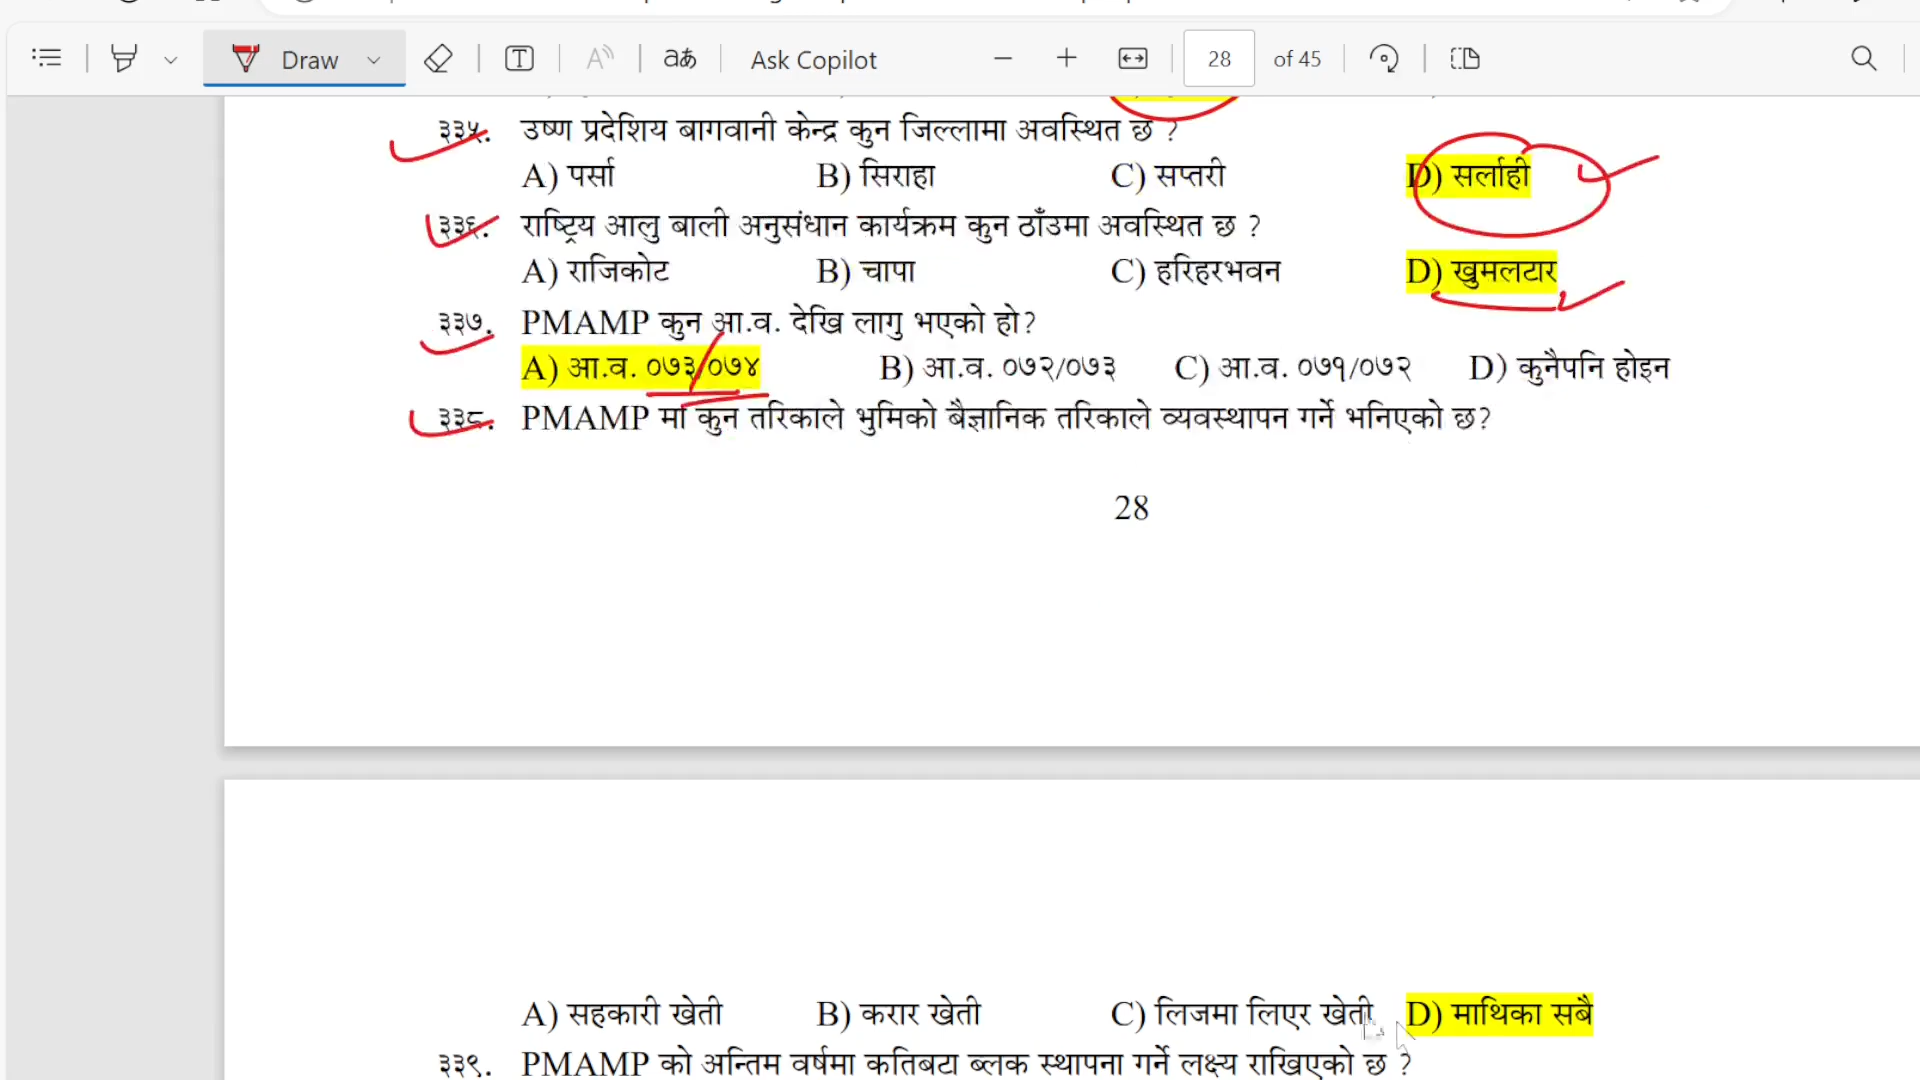 Draw
Ask Copilot
28 of 45
३३५. उष्ण प्रदेशिय बागवानी केन्द्र कुन जिल्लामा अवस्थित छ ?
A) पर्सा B) सिराहा C) सप्तरी D) सर्लाही
३३६. राष्ट्रिय आलु बाली अनुसंधान कार्यक्रम कुन ठाँउमा अवस्थित छ ?
A) राजिकोट B) चापा C) हरिहरभवन D) खुमलटार
३३७. PMAMP कुन आ.व. देखि लागु भएको हो?
A) आ.व. ०७३/०७४ B) आ.व. ०७२/०७३ C) आ.व. ०७१/०७२ D) कुनैपनि होइन
३३८. PMAMP मा कुन तरिकाले भुमिको बैज्ञानिक तरिकाले व्यवस्थापन गर्ने भनिएको छ?
28
A) सहकारी खेती B) करार खेती C) लिजमा लिएर खेती D) माथिका सबै
३३९. PMAMP को अन्तिम वर्षमा कतिबटा ब्लक स्थापना गर्ने लक्ष्य राखिएको छ ?